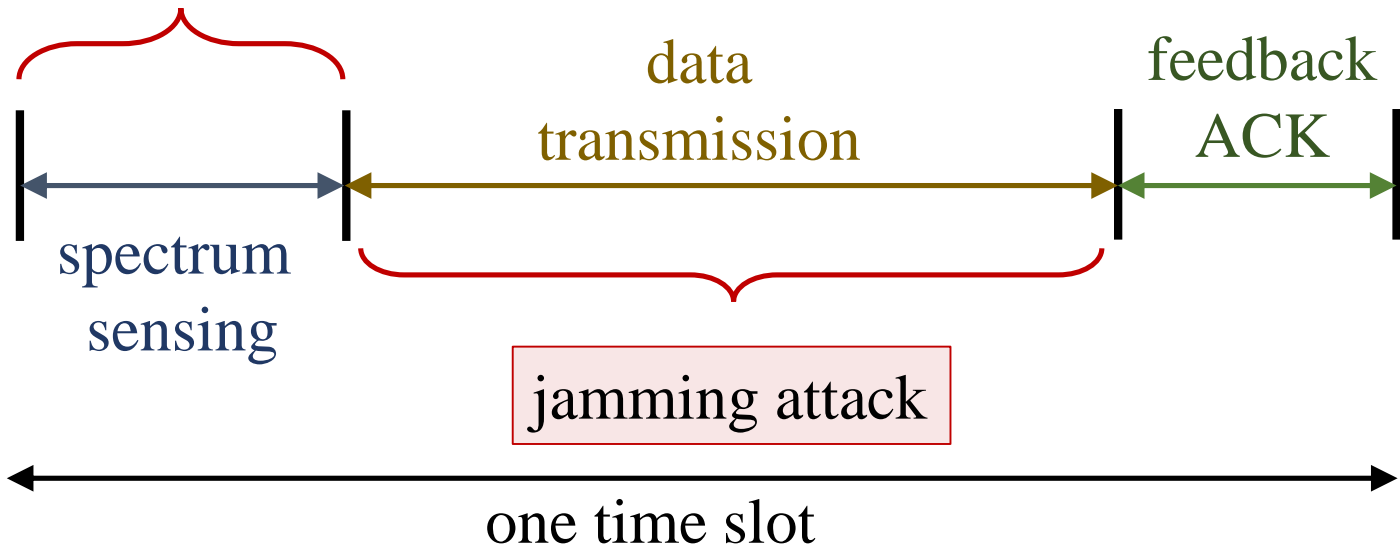 data
transmission
feedback
ACK
spectrum
sensing
jamming attack
one time slot